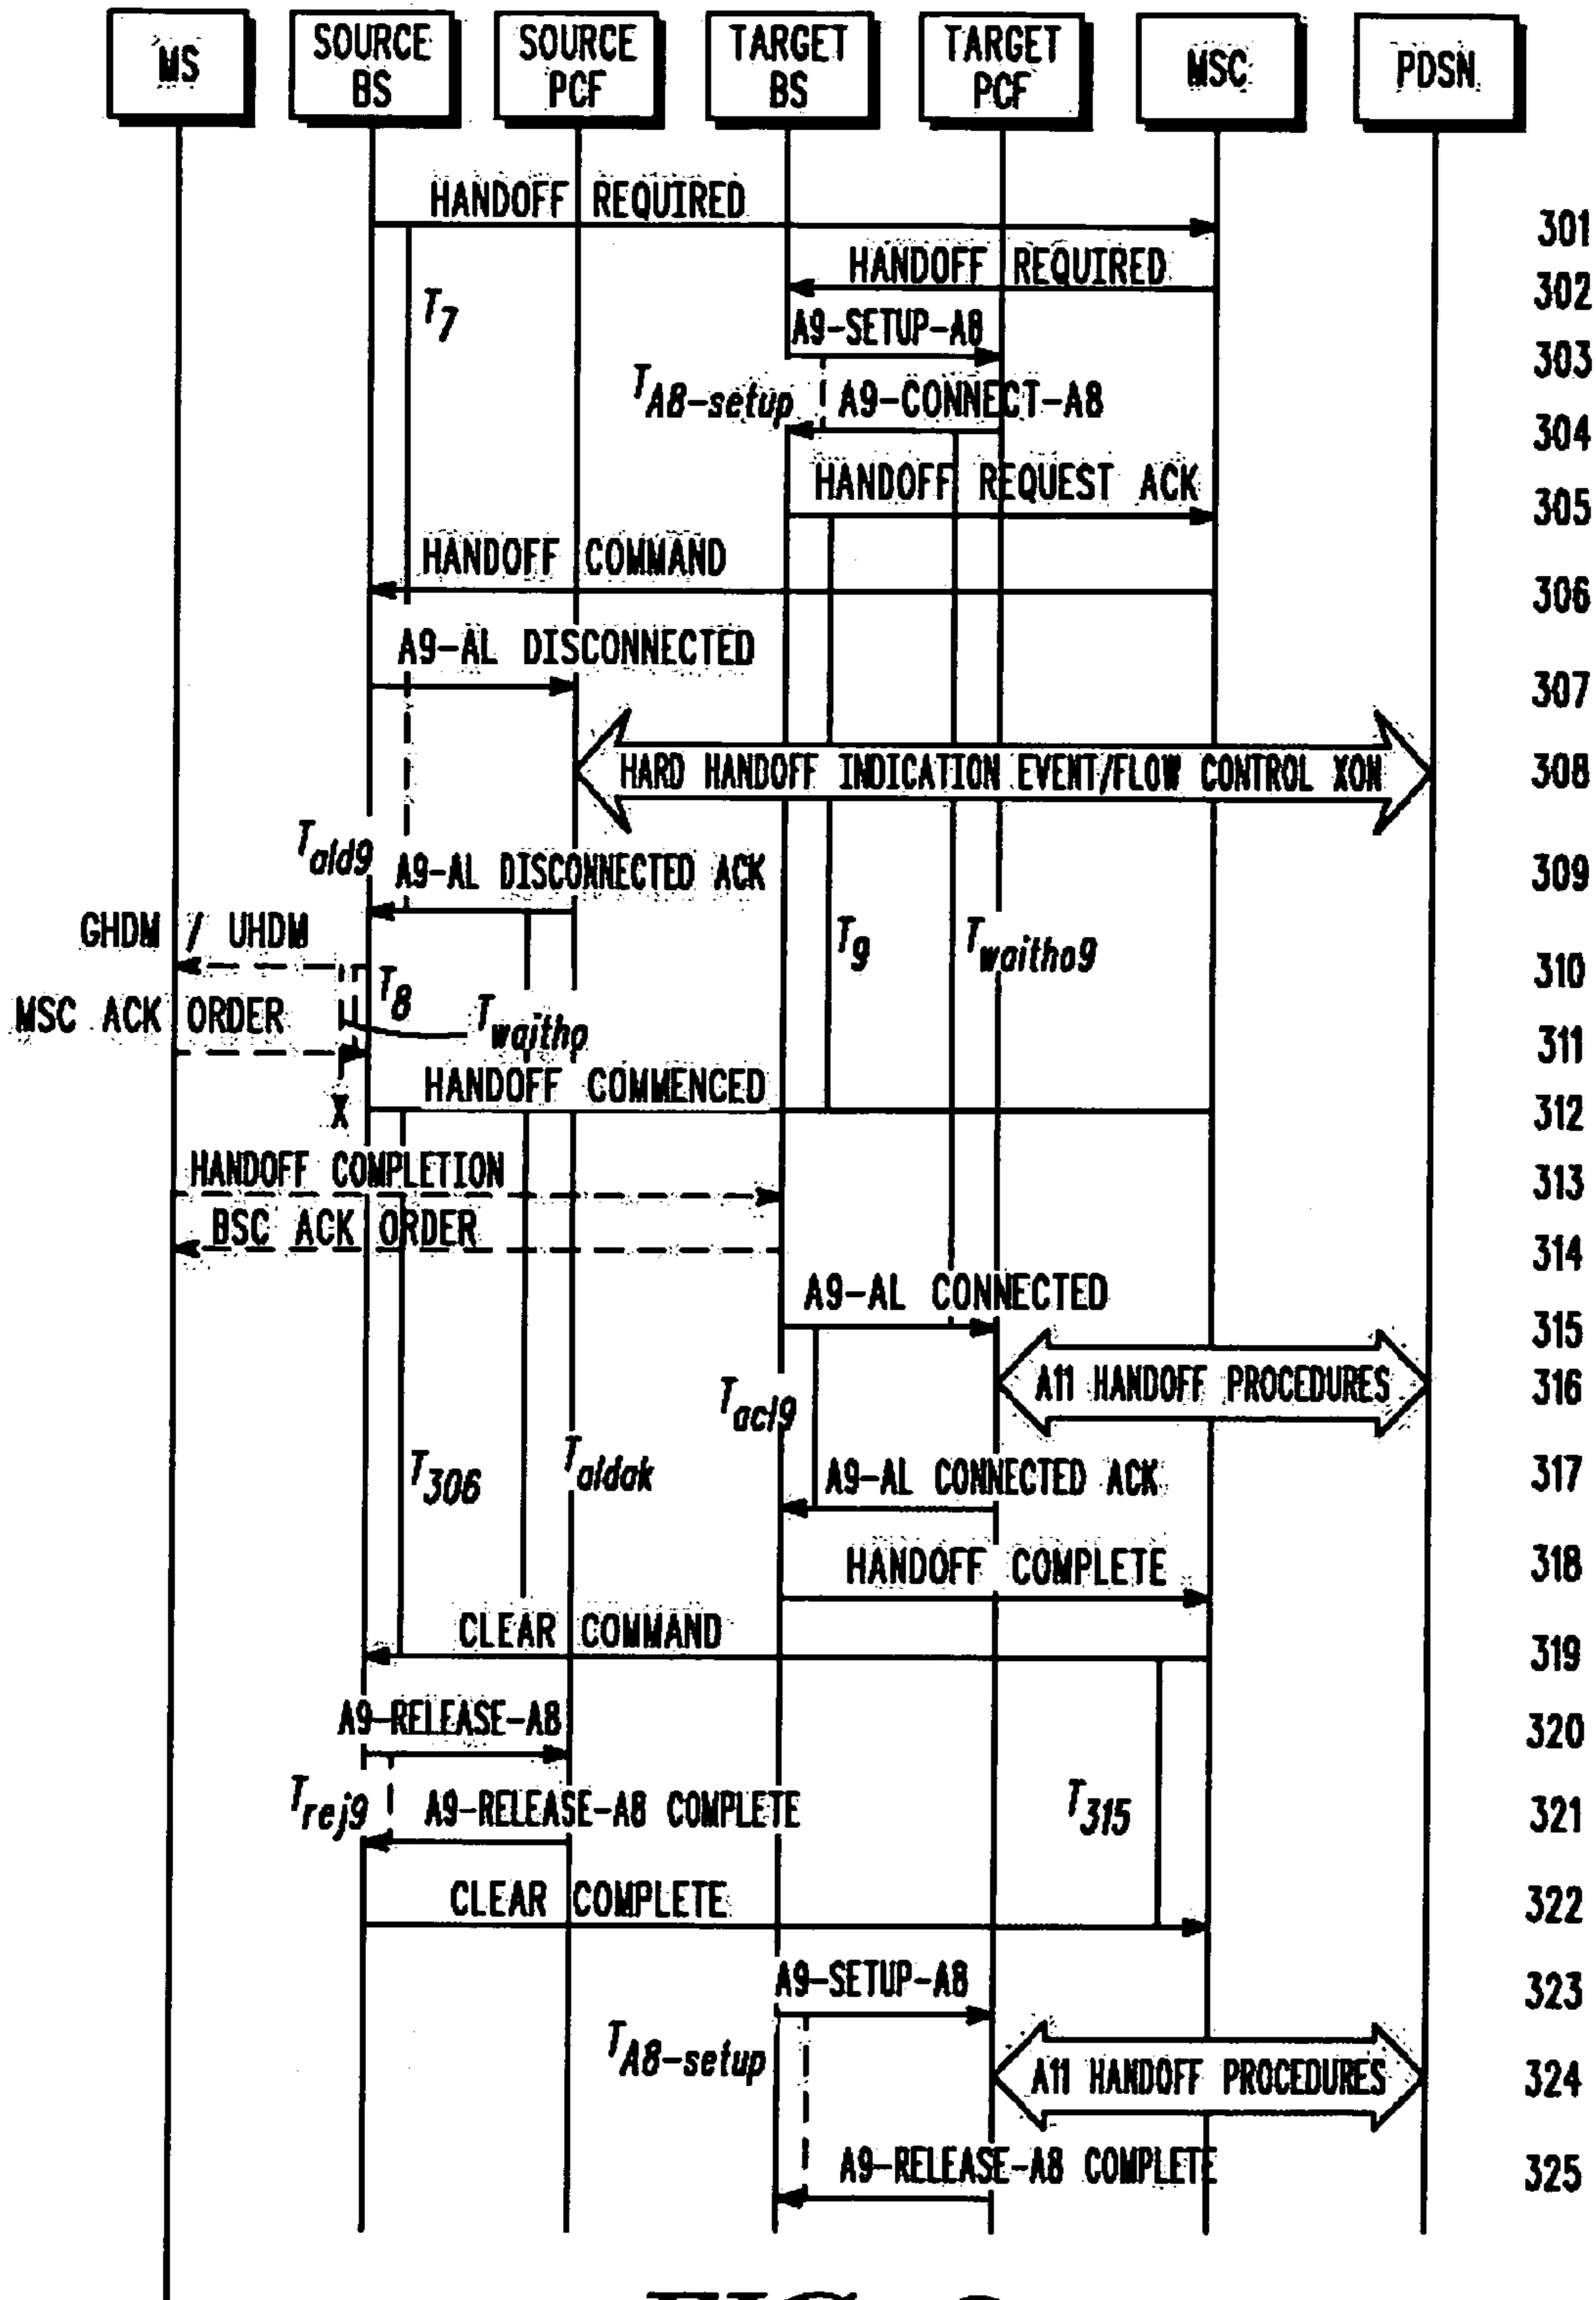 MS
SOURCE
BS
SOURCE
PCF
TARGET
BS
TARGET
PCF
MSC
PDSN
HANDOFF REQUIRED
301
HANDOFF REQUIRED
302
T7
A9-SETUP-A8
303
TA8-setup
A9-CONNECT-A8
304
HANDOFF REQUEST ACK
305
HANDOFF COMMAND
306
A9-AL DISCONNECTED
307
HARD HANDOFF INDICATION EVENT/FLOW CONTROL XON
308
Tald9
A9-AL DISCONNECTED ACK
309
GHDM / UHDM
T9
Twaitho9
310
T8
MSC ACK ORDER
Twaitho
311
HANDOFF COMMENCED
X
312
HANDOFF COMPLETION
313
BSC ACK ORDER
314
A9-AL CONNECTED
315
A11 HANDOFF PROCEDURES
316
Tacl9
T306
Taldak
A9-AL CONNECTED ACK
317
HANDOFF COMPLETE
318
CLEAR COMMAND
319
A9-RELEASE-A8
320
Trej9
A9-RELEASE-A8 COMPLETE
T315
321
CLEAR COMPLETE
322
A9-SETUP-A8
323
TA8-setup
A11 HANDOFF PROCEDURES
324
A9-RELEASE-A8 COMPLETE
325